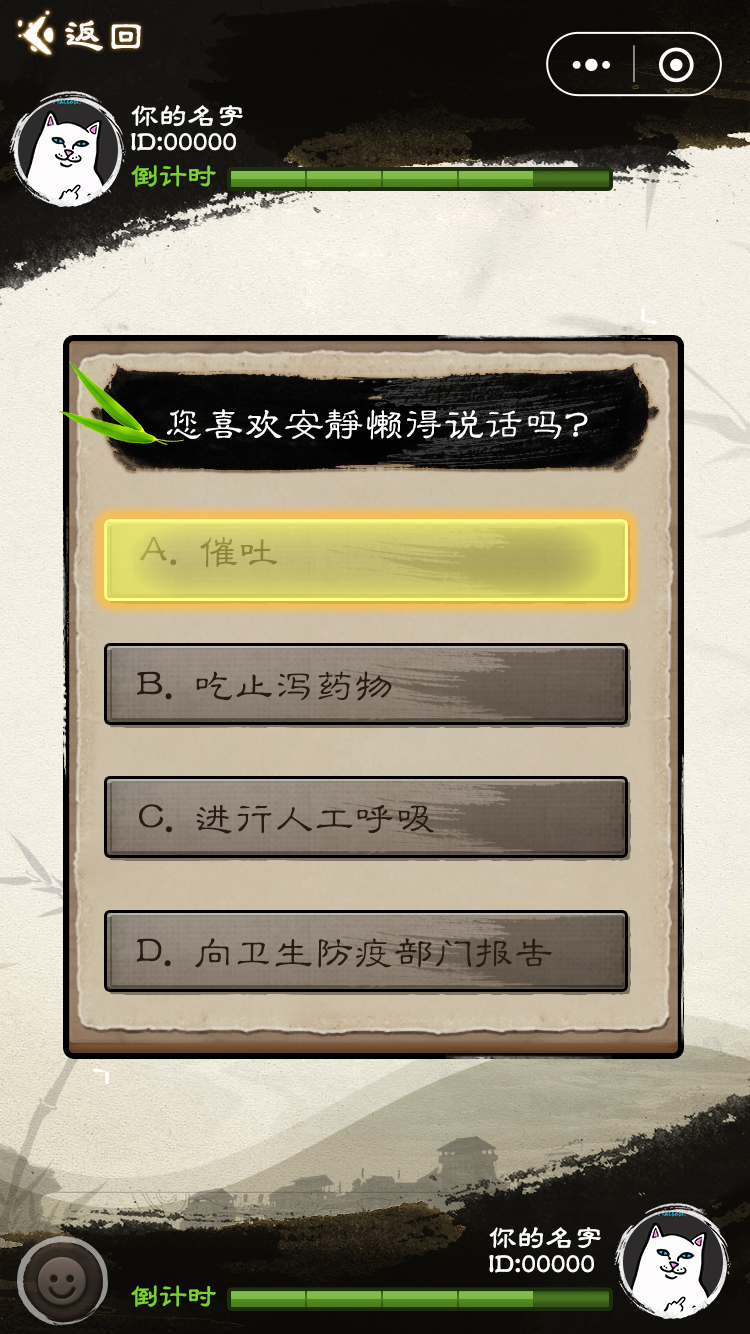 返回
你的名字
ID:00000
倒计时
您喜欢安静懒得说话吗?
A. 催吐
B. 吃止泻药物
C. 进行人工呼吸
D. 向卫生防疫部门报告
你的名字
ID:00000
倒计时